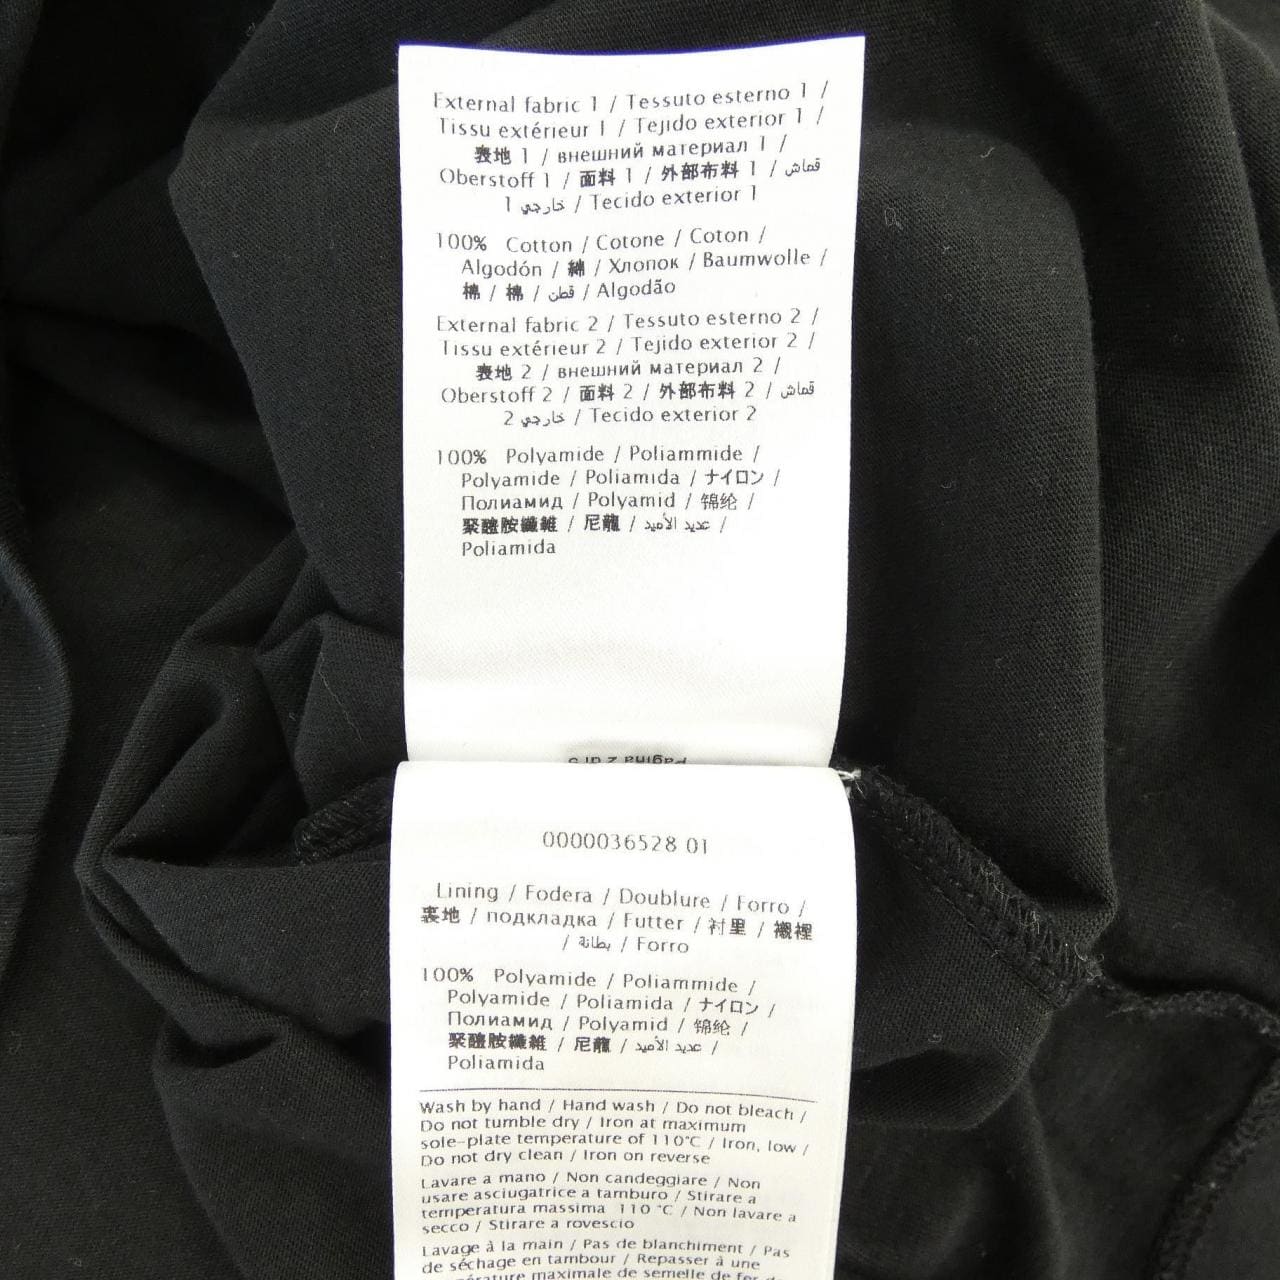 External fabric 1 / Tessuto esterno 1 /
Tissu extérieur 1 / Tejido exterior 1 /
表地 1 / внешний материал 1 /
Oberstoff 1 / 面料 1 / 外部布料 1 / قماش
خارجي 1 / Tecido exterior 1
100% Cotton / Cotone / Coton /
Algodón / 綿 / Хлопок / Baumwolle /
棉 / 棉 / قطن / Algodão
External fabric 2 / Tessuto esterno 2 /
Tissu extérieur 2 / Tejido exterior 2 /
表地 2 / внешний материал 2 /
Oberstoff 2 / 面料 2 / 外部布料 2 / قماش
خارجي 2 / Tecido exterior 2
100% Polyamide / Poliammide /
Polyamide / Poliamida / ナイロン /
Полиамид / Polyamid / 锦纶 /
聚醯胺纖維 / 尼龍 / عديد الأميد /
Poliamida
Pagina 2 di
0000036528 01
Lining / Fodera / Doublure / Forro /
裏地 / подкладка / Futter / 衬里 / 襯裡
/ بطانة / Forro
100% Polyamide / Poliammide /
Polyamide / Poliamida / ナイロン /
Полиамид / Polyamid / 锦纶 /
聚醯胺纖維 / 尼龍 / عديد الأميد /
Poliamida
Wash by hand / Hand wash / Do not bleach /
Do not tumble dry / Iron at maximum
sole-plate temperature of 110°C / Iron, low /
Do not dry clean / Iron on reverse
Lavare a mano / Non candeggiare / Non
usare asciugatrice a tamburo / Stirare a
temperatura massima 110 °C / Non lavare a
secco / Stirare a rovescio
Lavage à la main / Pas de blanchiment / Pas
de séchage en tambour / Repasser à une
température maximale de semelle de fer de